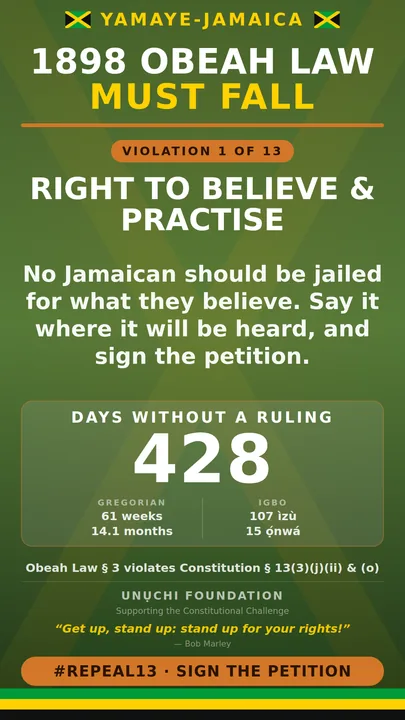 YAMAYE-JAMAICA
1898 OBEAH LAW
MUST FALL
VIOLATION 1 OF 13
RIGHT TO BELIEVE &
PRACTISE
No Jamaican should be jailed
for what they believe. Say it
where it will be heard, and
sign the petition.
DAYS WITHOUT A RULING
428
GREGORIAN
61 weeks
14.1 months
IGBO
107 ìzù
15 ọ́nwá
Obeah Law § 3 violates Constitution § 13(3)(j)(ii) & (o)
UNỤCHI FOUNDATION
Supporting the Constitutional Challenge
“Get up, stand up: stand up for your rights!”
— Bob Marley
#REPEAL13 · SIGN THE PETITION